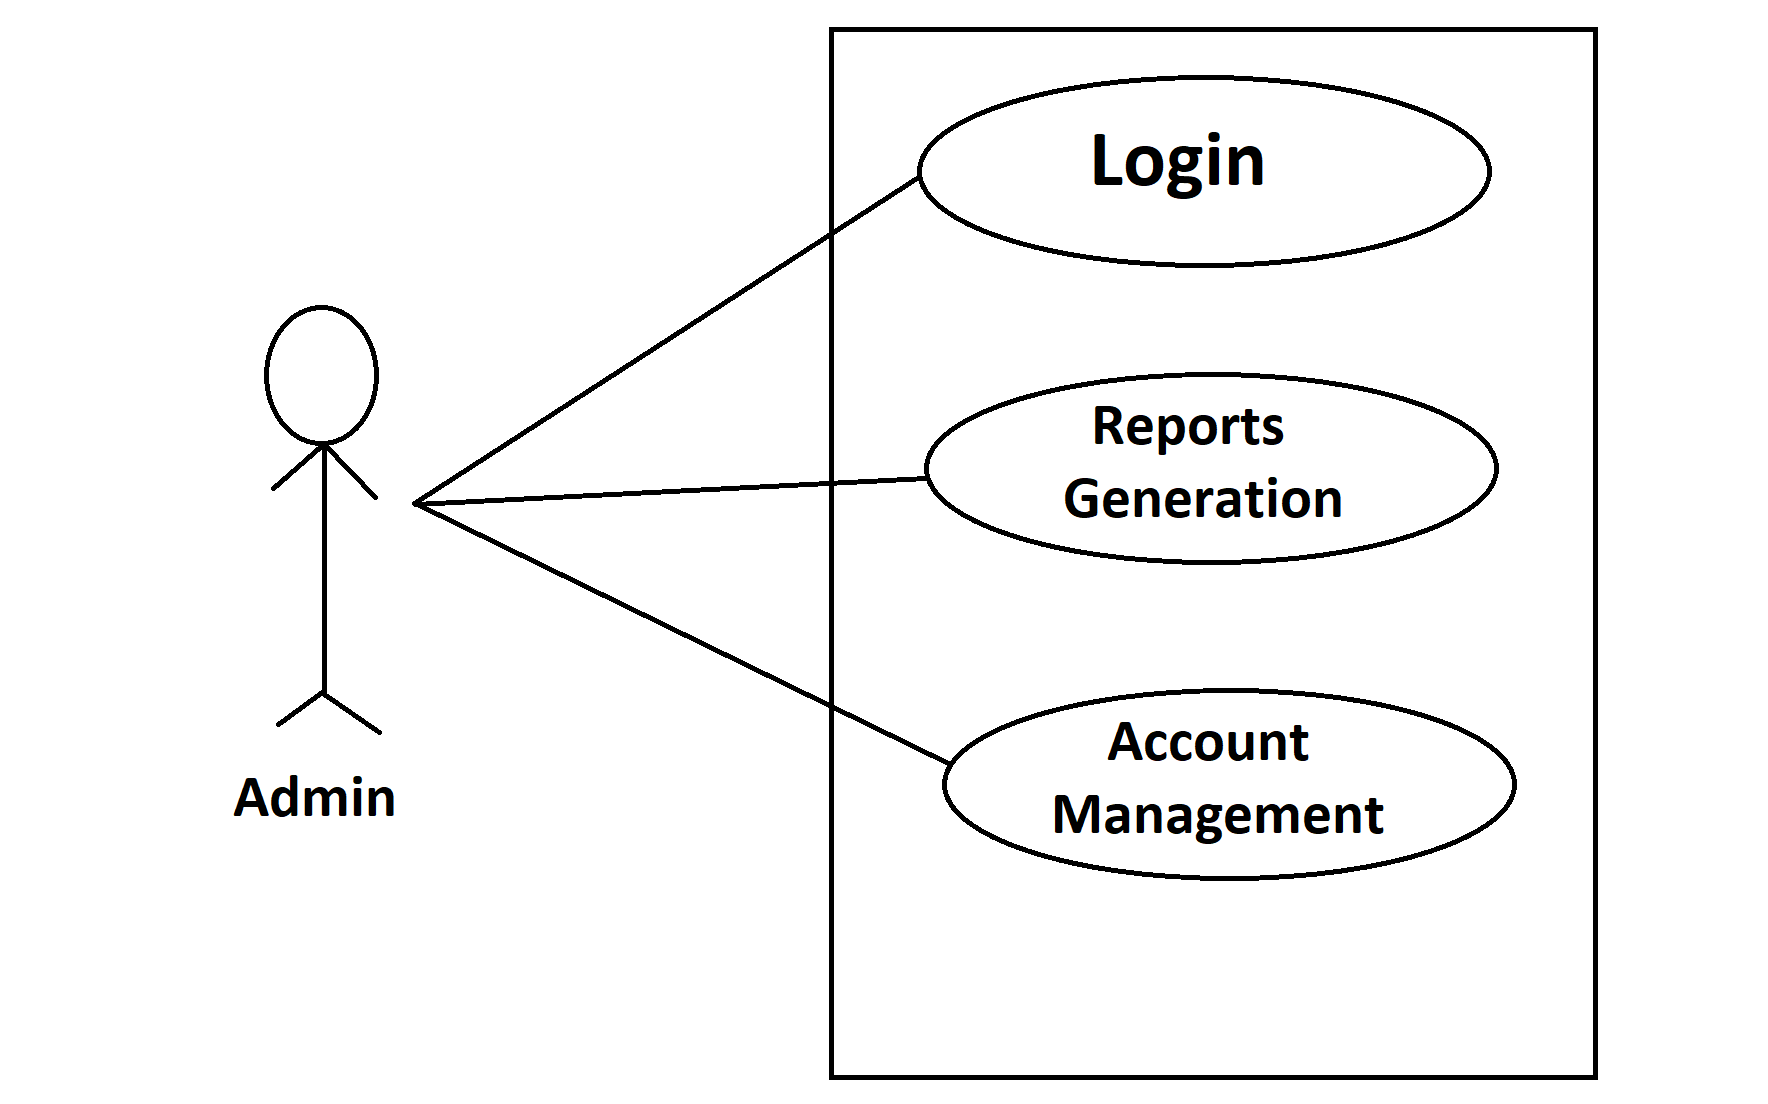 Login
Reports
Generation
Account
Management
Admin